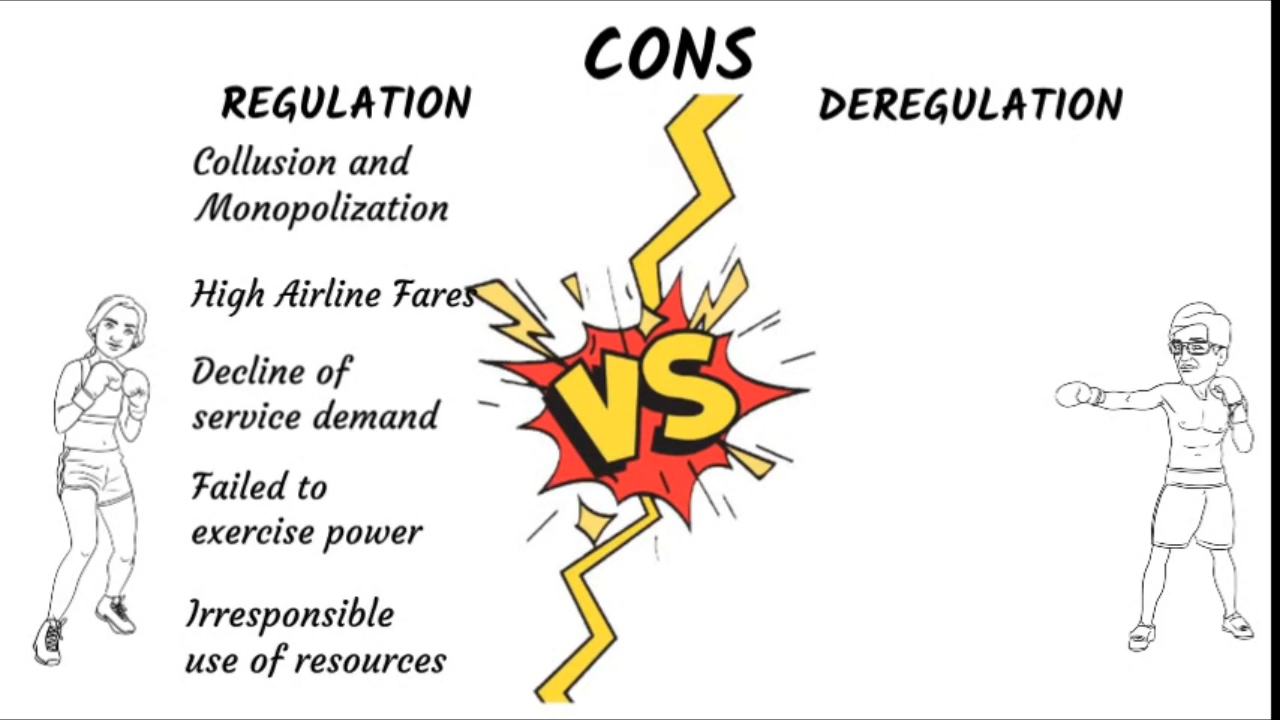 CONS
REGULATION
DEREGULATION
Collusion and
Monopolization
High Airline Fares
Decline of
service demand
Failed to
exercise power
Irresponsible
use of resources
VS